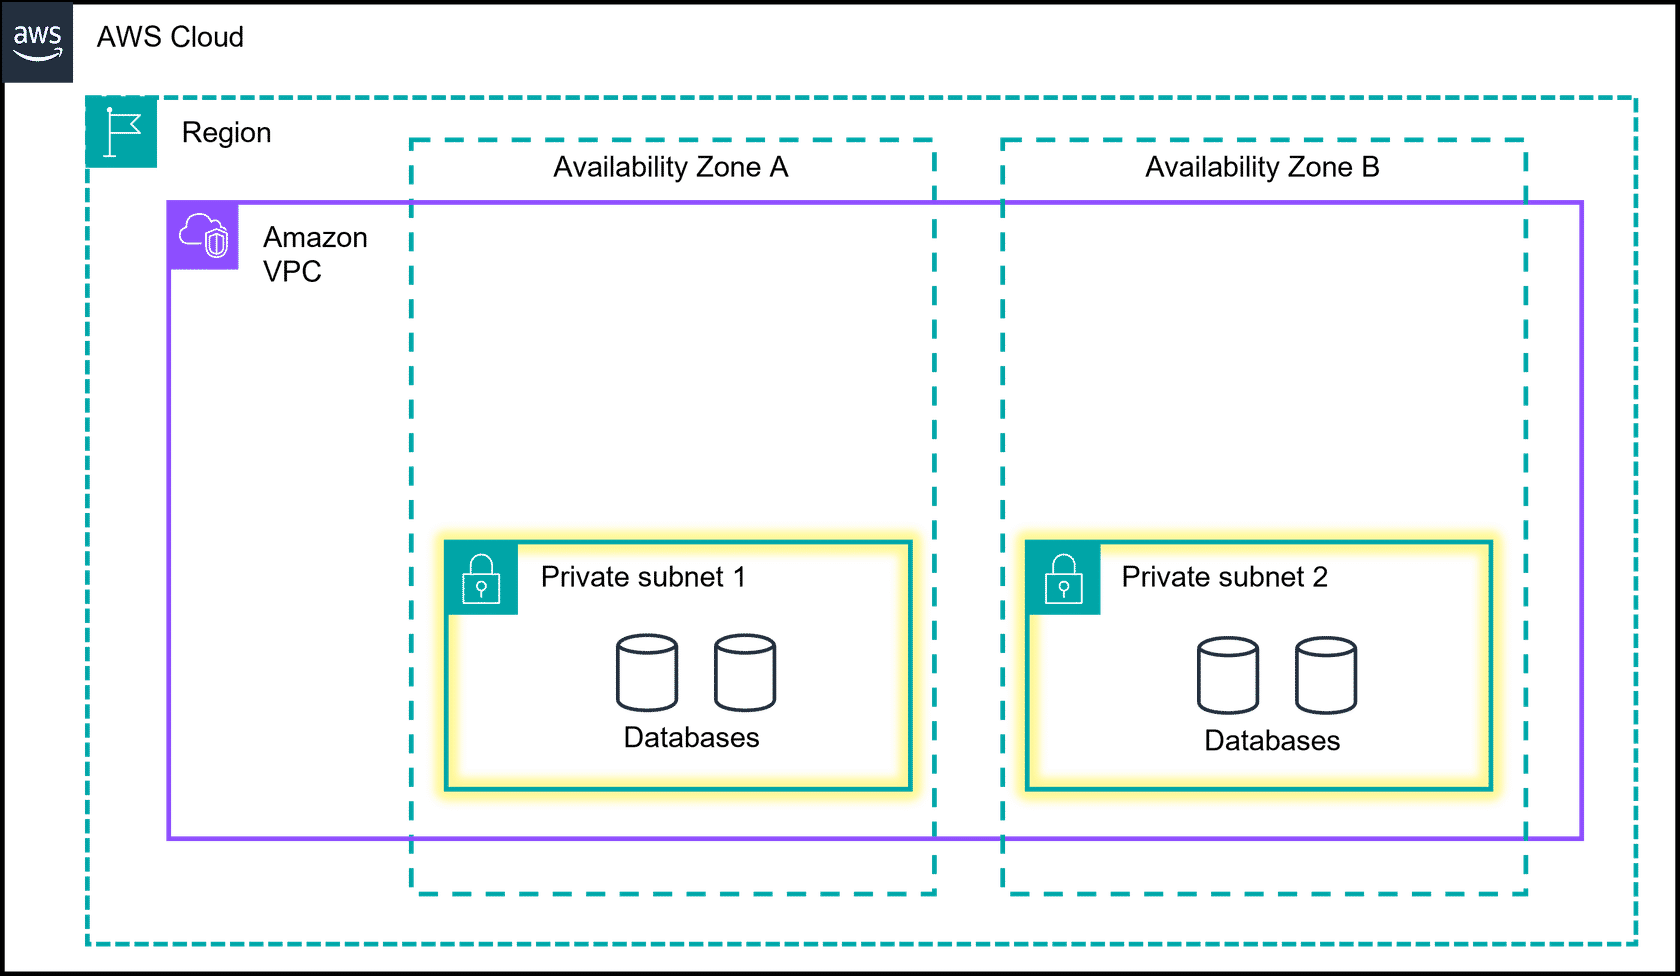 aws
AWS Cloud
Region
Availability Zone A
Availability Zone B
Amazon
VPC
Private subnet 1
Databases
Private subnet 2
Databases